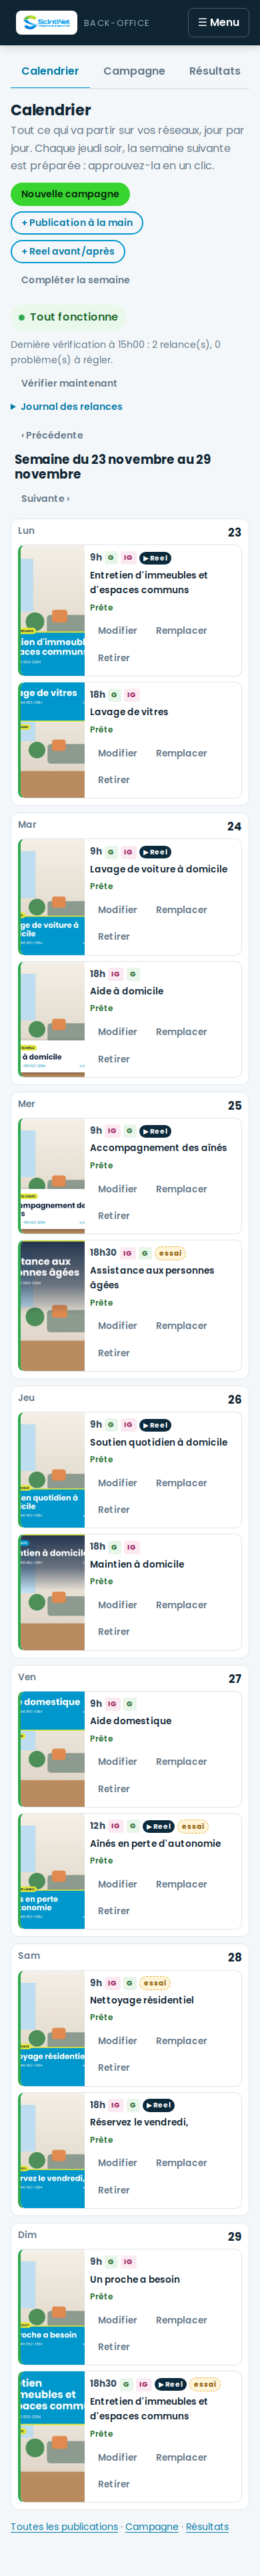 ScintiNet
BACK-OFFICE
☰ Menu
Calendrier
Campagne
Résultats
Calendrier
Tout ce qui va partir sur vos réseaux, jour par
jour. Chaque jeudi soir, la semaine suivante
est préparée : approuvez-la en un clic.
Nouvelle campagne
+ Publication à la main
+ Reel avant/après
Compléter la semaine
Tout fonctionne
Dernière vérification à 15h00 : 2 relance(s), 0
problème(s) à régler.
Vérifier maintenant
▶ Journal des relances
‹ Précédente
Semaine du 23 novembre au 29
novembre
Suivante ›
Lun 23
9h G IG ▶ Reel
Entretien d'immeubles et
d'espaces communs
Prête
Modifier Remplacer
Retirer
18h G IG
Lavage de vitres
Prête
Modifier Remplacer
Retirer
Mar 24
9h G IG ▶ Reel
Lavage de voiture à domicile
Prête
Modifier Remplacer
Retirer
18h IG G
Aide à domicile
Prête
Modifier Remplacer
Retirer
Mer 25
9h IG G ▶ Reel
Accompagnement des aînés
Prête
Modifier Remplacer
Retirer
18h30 IG G essai
Assistance aux personnes
âgées
Prête
Modifier Remplacer
Retirer
Jeu 26
9h G IG ▶ Reel
Soutien quotidien à domicile
Prête
Modifier Remplacer
Retirer
18h G IG
Maintien à domicile
Prête
Modifier Remplacer
Retirer
Ven 27
9h IG G
Aide domestique
Prête
Modifier Remplacer
Retirer
12h IG G ▶ Reel essai
Aînés en perte d'autonomie
Prête
Modifier Remplacer
Retirer
Sam 28
9h IG G essai
Nettoyage résidentiel
Prête
Modifier Remplacer
Retirer
18h IG G ▶ Reel
Réservez le vendredi,
Prête
Modifier Remplacer
Retirer
Dim 29
9h G IG
Un proche a besoin
Prête
Modifier Remplacer
Retirer
18h30 G IG ▶ Reel essai
Entretien d'immeubles et
d'espaces communs
Prête
Modifier Remplacer
Retirer
Toutes les publications · Campagne · Résultats